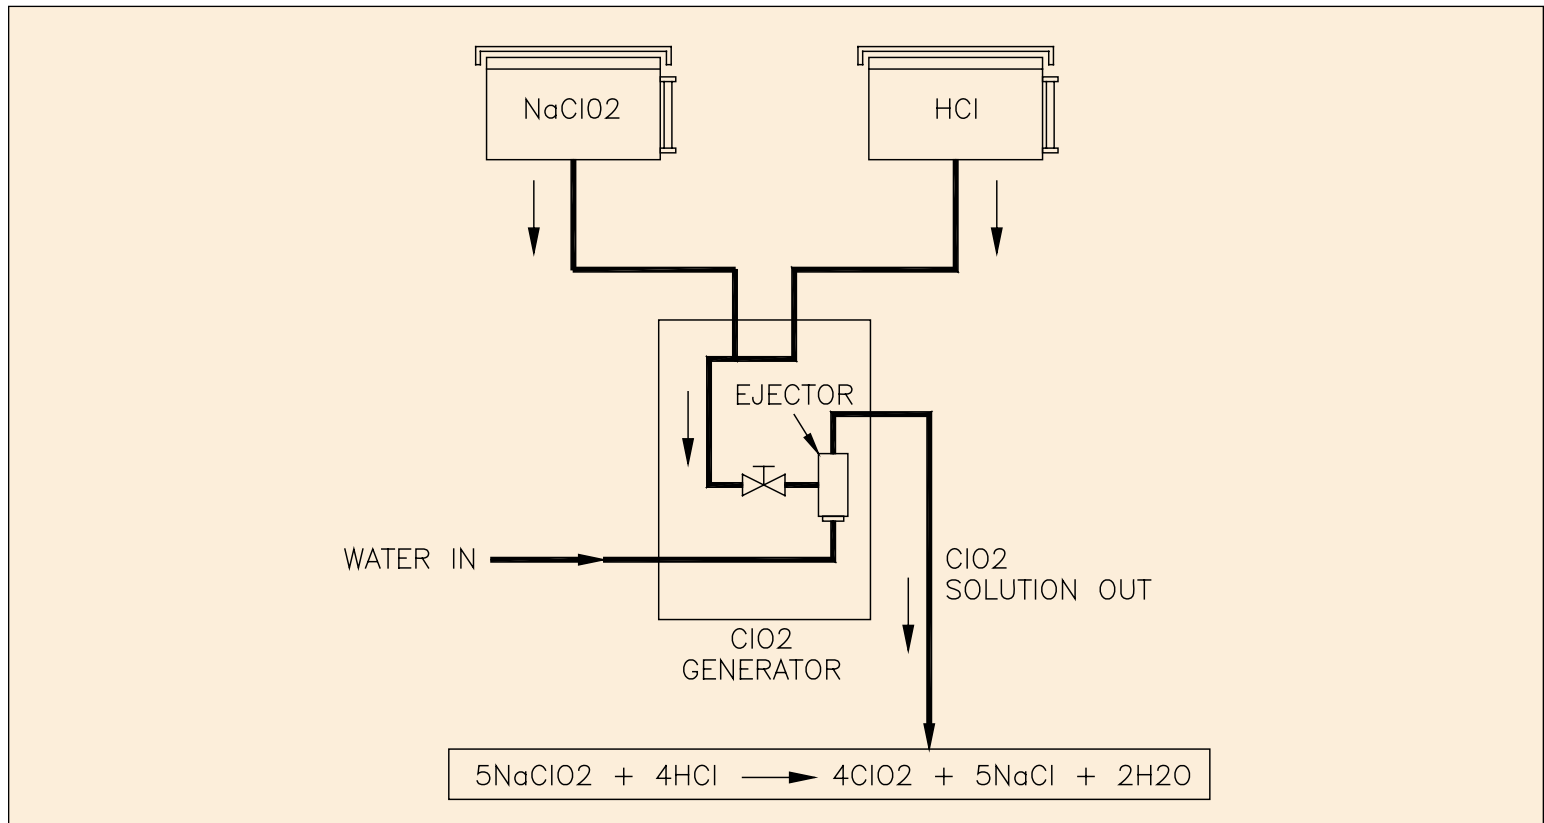 NaClO2
HCl
EJECTOR
WATER IN
ClO2
SOLUTION OUT
ClO2
GENERATOR
5NaClO2 + 4HCl → 4ClO2 + 5NaCl + 2H2O